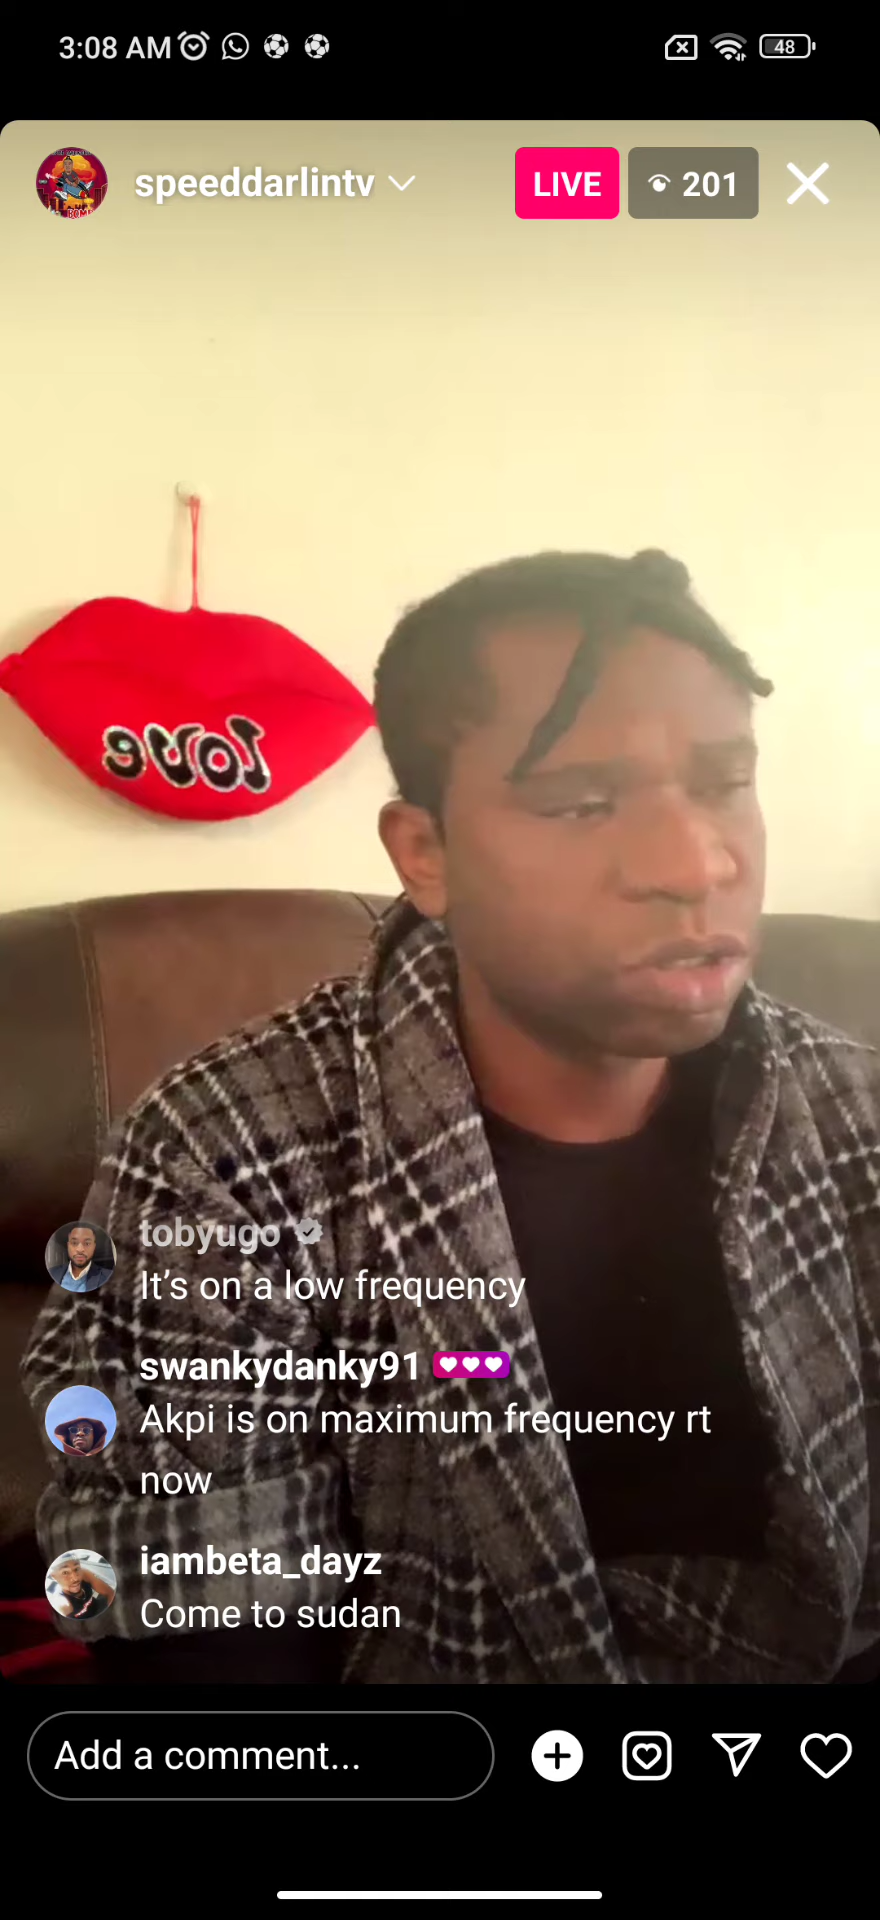 3:08 AM
48
speeddarlintv
LIVE
201
Love
tobyugo
It’s on a low frequency
swankydanky91
Akpi is on maximum frequency rt
now
iambeta_dayz
Come to sudan
Add a comment...